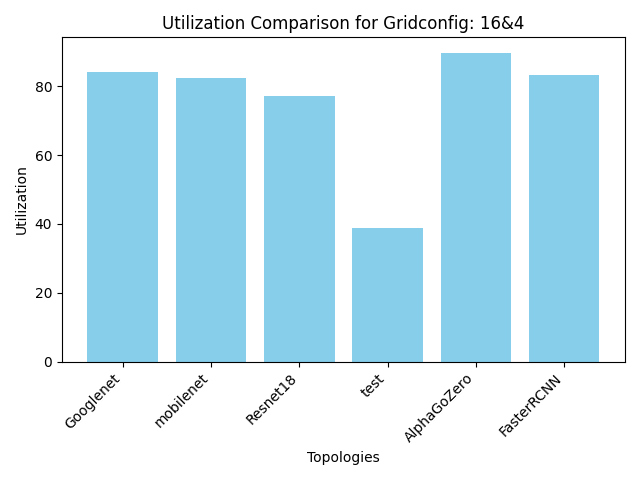 Utilization Comparison for Gridconfig: 16&4
80
60
40
20
0
Utilization
Googlenet
mobilenet
Resnet18
test
AlphaGoZero
FasterRCNN
Topologies